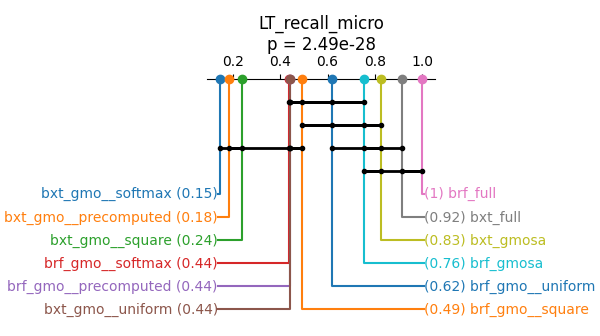 LT_recall_micro
p = 2.49e-28
0.2 0.4 0.6 0.8 1.0
bxt_gmo__softmax (0.15) (1) brf_full
bxt_gmo__precomputed (0.18) (0.92) bxt_full
bxt_gmo__square (0.24) (0.83) bxt_gmosa
brf_gmo__softmax (0.44) (0.76) brf_gmosa
brf_gmo__precomputed (0.44) (0.62) brf_gmo__uniform
bxt_gmo__uniform (0.44) (0.49) brf_gmo__square